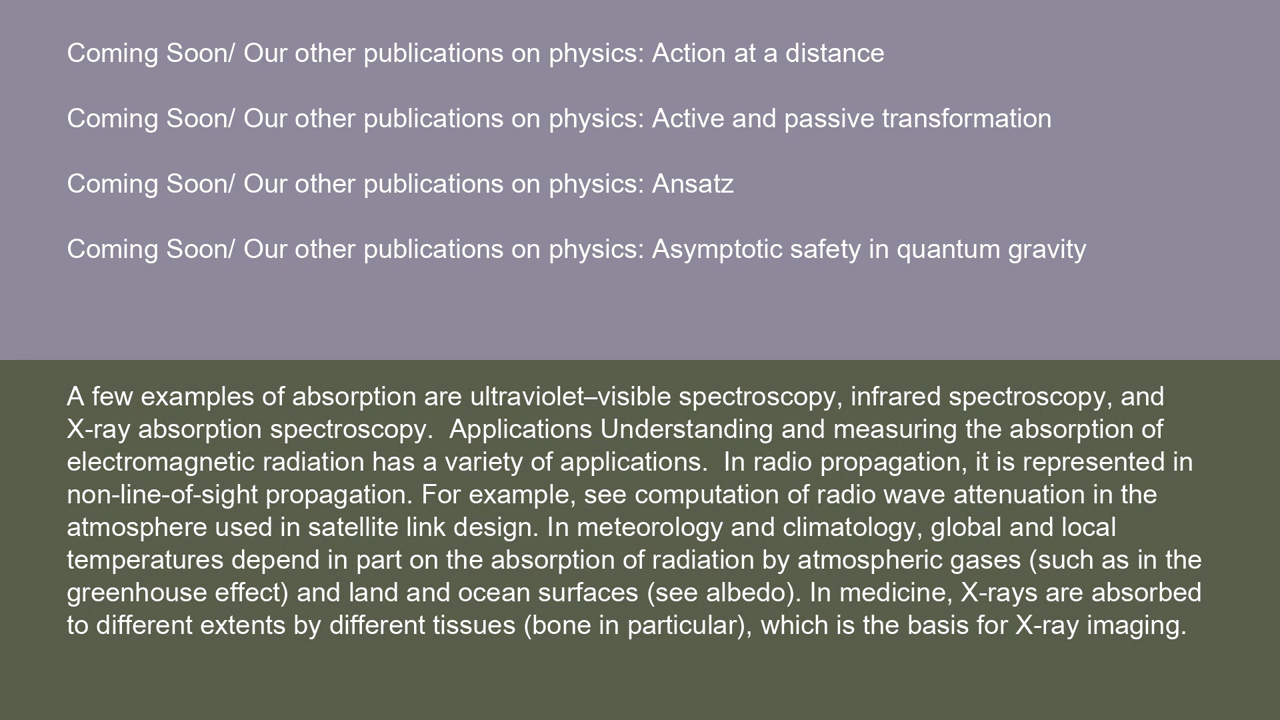 Coming Soon/ Our other publications on physics: Action at a distance
Coming Soon/ Our other publications on physics: Active and passive transformation
Coming Soon/ Our other publications on physics: Ansatz
Coming Soon/ Our other publications on physics: Asymptotic safety in quantum gravity
A few examples of absorption are ultraviolet–visible spectroscopy, infrared spectroscopy, and
X-ray absorption spectroscopy.  Applications Understanding and measuring the absorption of
electromagnetic radiation has a variety of applications.  In radio propagation, it is represented in
non-line-of-sight propagation. For example, see computation of radio wave attenuation in the
atmosphere used in satellite link design. In meteorology and climatology, global and local
temperatures depend in part on the absorption of radiation by atmospheric gases (such as in the
greenhouse effect) and land and ocean surfaces (see albedo). In medicine, X-rays are absorbed
to different extents by different tissues (bone in particular), which is the basis for X-ray imaging.